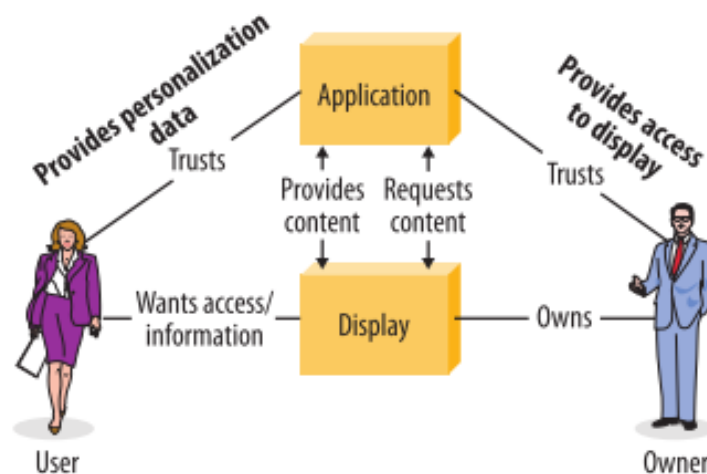 Provides personalization
data
Trusts
Application
Provides access
to display
Trusts
Provides
content
Requests
content
Wants access/
information
Display
Owns
User
Owner